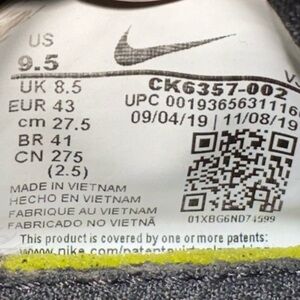 US
9.5
UK 8.5
EUR 43
cm 27.5
BR 41
CN 275
(2.5)
CK6357-002
UPC 0019365631116
09/04/19 | 11/08/19
01XBG6ND74599
MADE IN VIETNAM
HECHO EN VIETNAM
FABRIQUE AU VIETNAM
FABRICADO NO VIETNÃ
This product is covered by one or more patents: